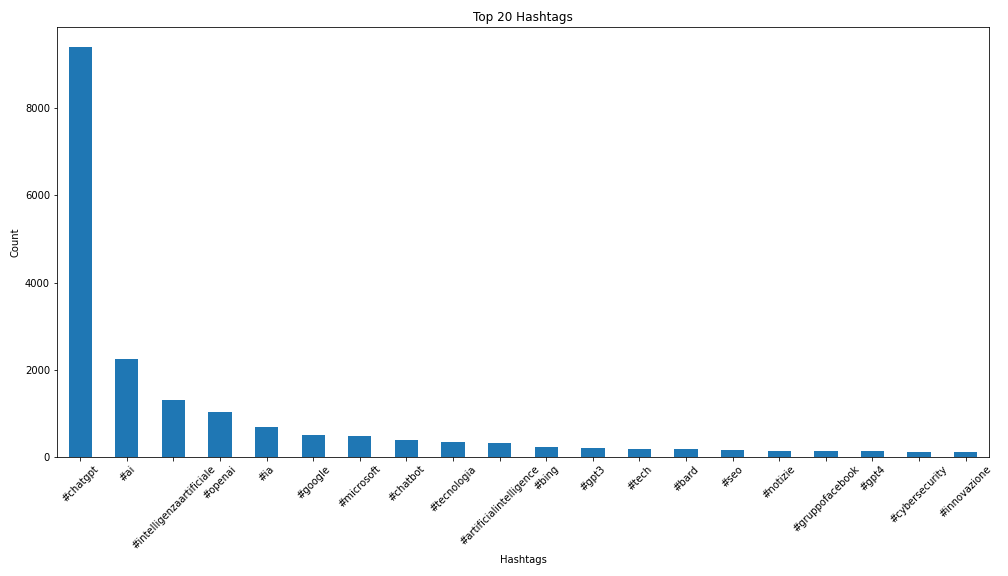 Top 20 Hashtags
Count
8000
6000
4000
2000
0
#chatgpt
#ai
#intelligenzaartificiale
#openai
#ia
#google
#microsoft
#chatbot
#tecnologia
#artificialintelligence
#bing
#gpt3
#tech
#bard
#seo
#notizie
#gruppofacebook
#gpt4
#cybersecurity
#innovazione
Hashtags